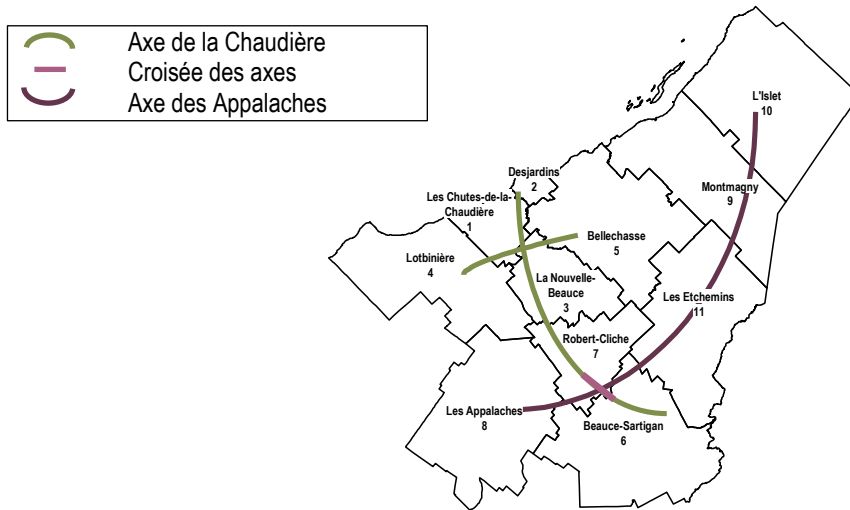 Axe de la Chaudière
Croisée des axes
Axe des Appalaches
L'Islet
10
Desjardins
2
Montmagny
9
Les Chutes-de-la-
Chaudière
1
Bellechasse
5
Lotbinière
4
La Nouvelle-
Beauce
3
Les Etchemins
11
Robert-Cliche
7
Les Appalaches
8
Beauce-Sartigan
6